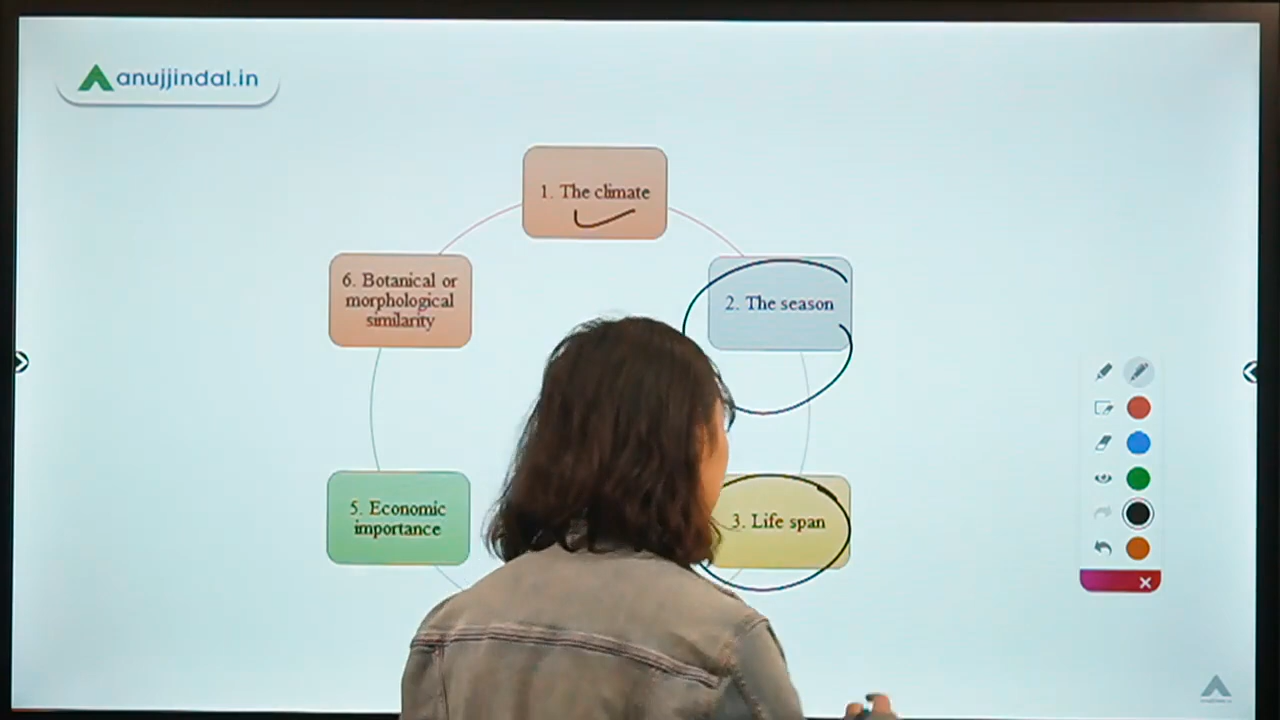 anujjindal.in
1. The climate
2. The season
3. Life span
5. Economic
importance
6. Botanical or
morphological
similarity